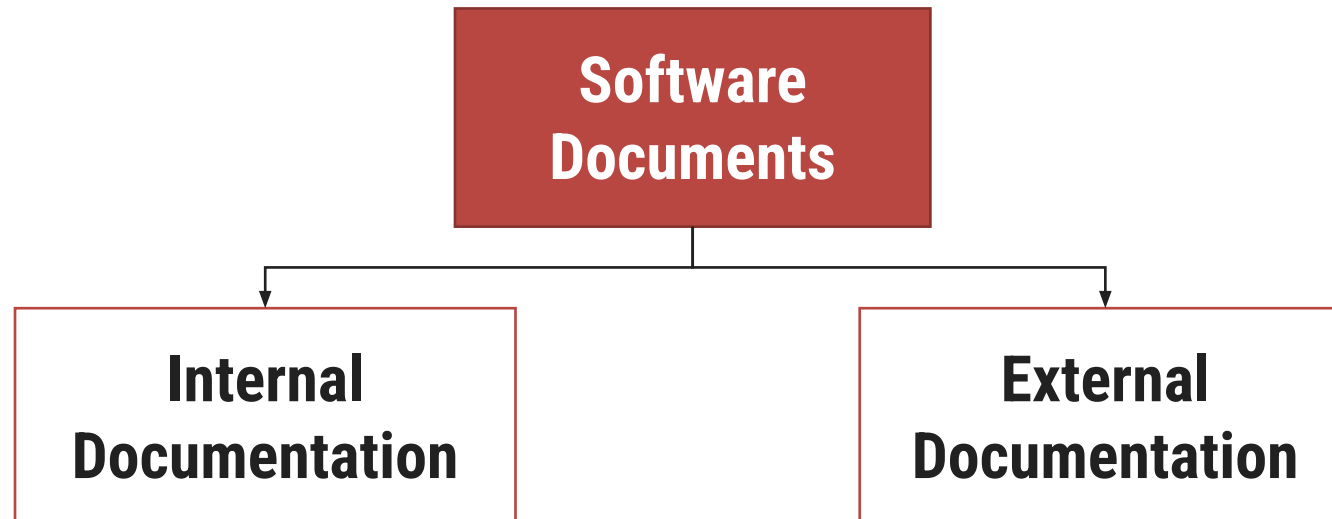 Software
Documents
Internal
Documentation
External
Documentation